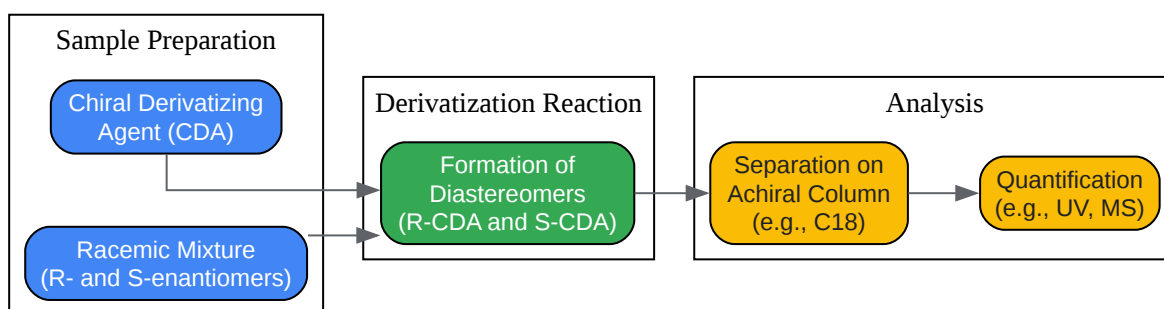 Sample Preparation
Chiral Derivatizing
Agent (CDA)
Racemic Mixture
(R- and S-enantiomers)
Derivatization Reaction
Formation of
Diastereomers
(R-CDA and S-CDA)
Analysis
Separation on
Achiral Column
(e.g., C18)
Quantification
(e.g., UV, MS)